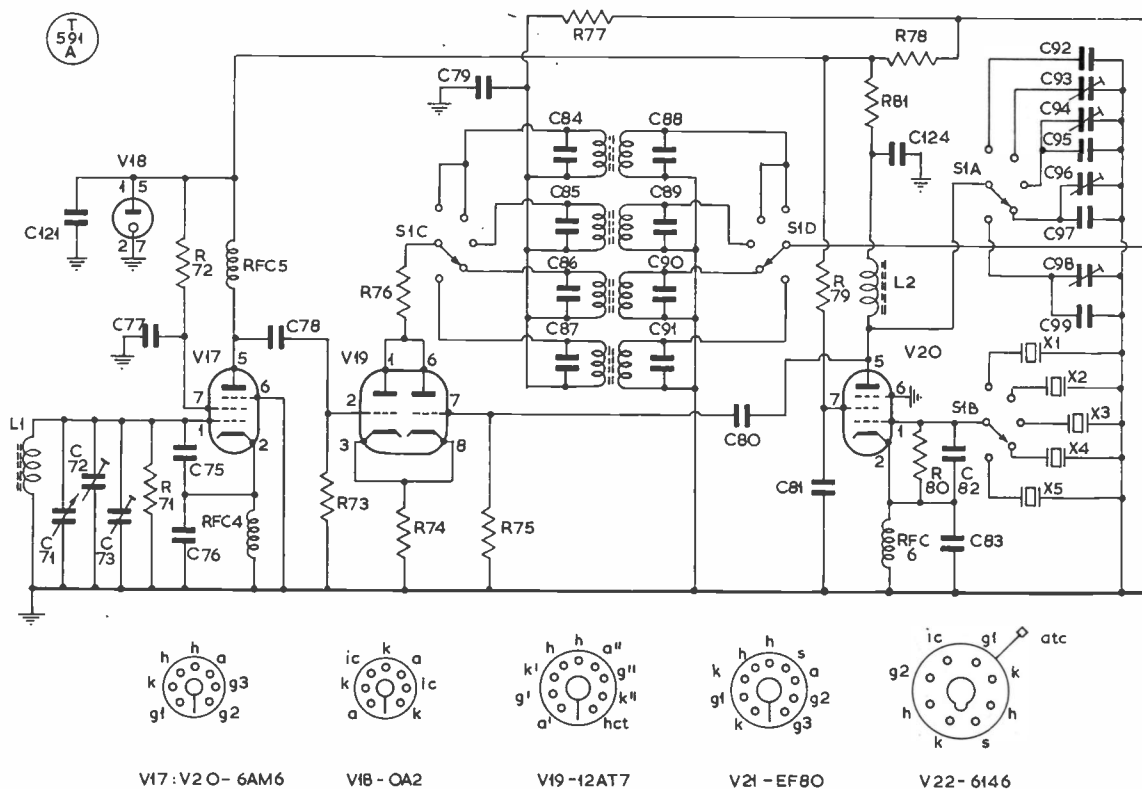 T
591
A
R77
R78
C79
C92
C93
C94
C95
C96
C97
C98
C99
R81
C124
S1A
C84
C88
C85
C89
C86
C90
C87
C91
S1C
S1D
V18
1 5
2 7
C121
R
72
RFC5
C77
C78
V17
5
6
7
1
2
R76
V19
1
6
2
7
3
8
R
79
L2
V20
5
6
7
1
2
X1
X2
X3
X4
X5
S1B
C80
L1
C
72
C
71
C
73
R
71
C75
C76
RFC4
R73
R74
R75
C81
R
80
C
82
RFC
6
C83
h h a k g3 g1 g2
k ic a k ic a k
h h a" k' g" g' k" a' hct
h h s k a g1 g2 k g3
ic g1 atc g2 k h h k s
V17:V20-6AM6
V18-OA2
V19-12AT7
V21-EF80
V22-6146